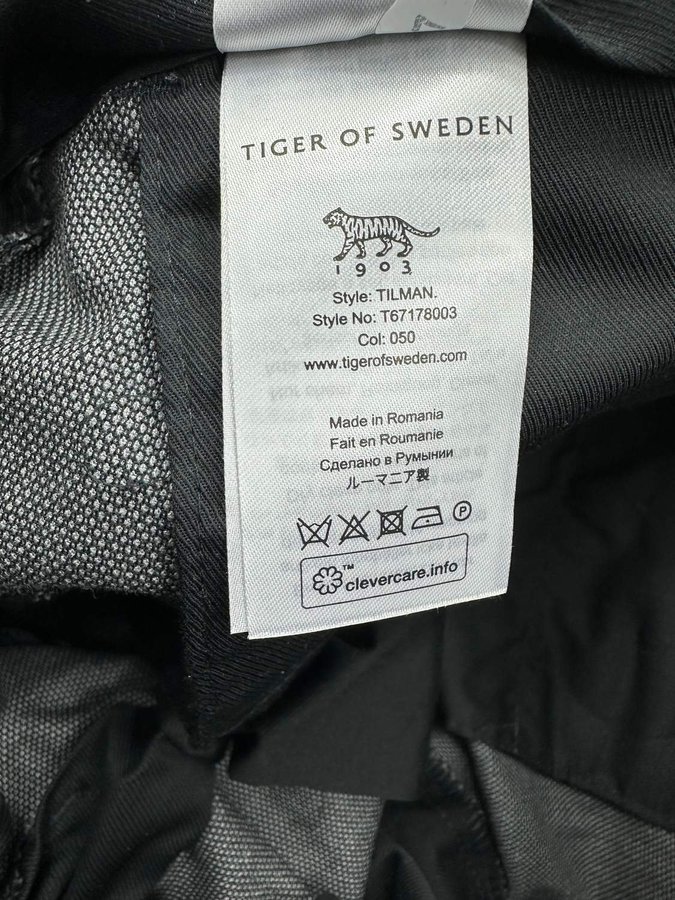 TIGER OF SWEDEN
1903
Style: TILMAN.
Style No: T67178003
Col: 050
www.tigerofsweden.com
Made in Romania
Fait en Roumanie
Сделано в Румынии
ルーマニア製
P
™
clevercare.info